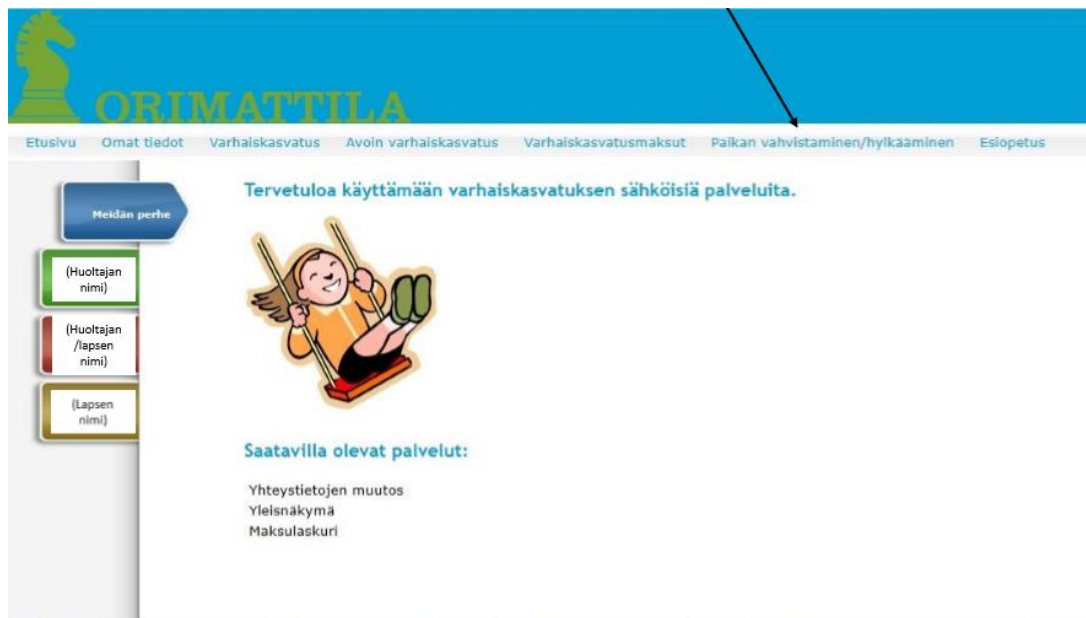 ORIMATTILA
Etusivu Omat tiedot Varhaiskasvatus Avoin varhaiskasvatus Varhaiskasvatusmaksut Paikan vahvistaminen/hylkääminen Esiopetus
Tervetuloa käyttämään varhaiskasvatuksen sähköisiä palveluita.
Meidän perhe
(Huoltajan
nimi)
(Huoltajan
/lapsen
nimi)
(Lapsen
nimi)
Saatavilla olevat palvelut:
Yhteystietojen muutos
Yleisnäkymä
Maksulaskuri